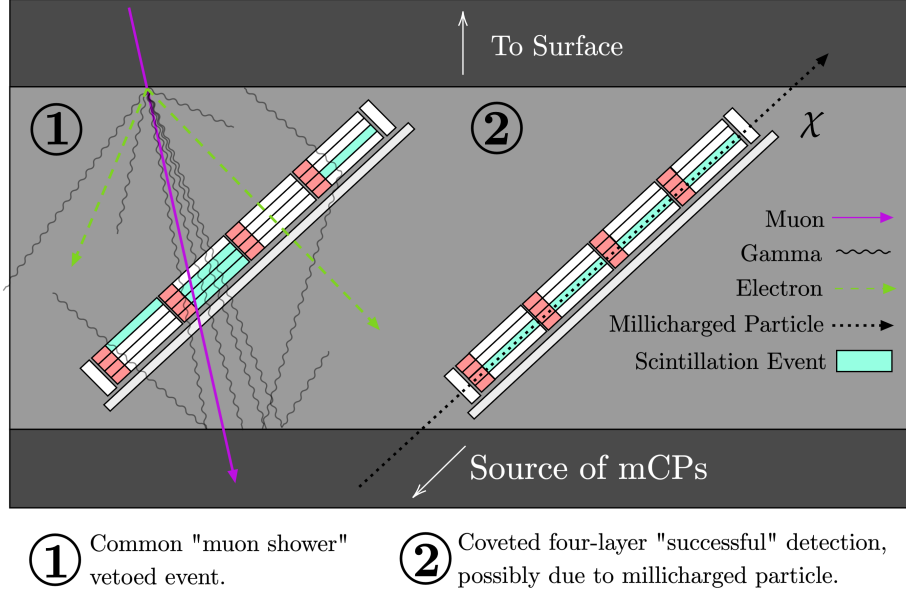 To Surface
1
2
χ
Muon
Gamma
Electron
Millicharged Particle
Scintillation Event
Source of mCPs
1 Common "muon shower"
vetoed event.
2 Coveted four-layer "successful" detection,
possibly due to millicharged particle.